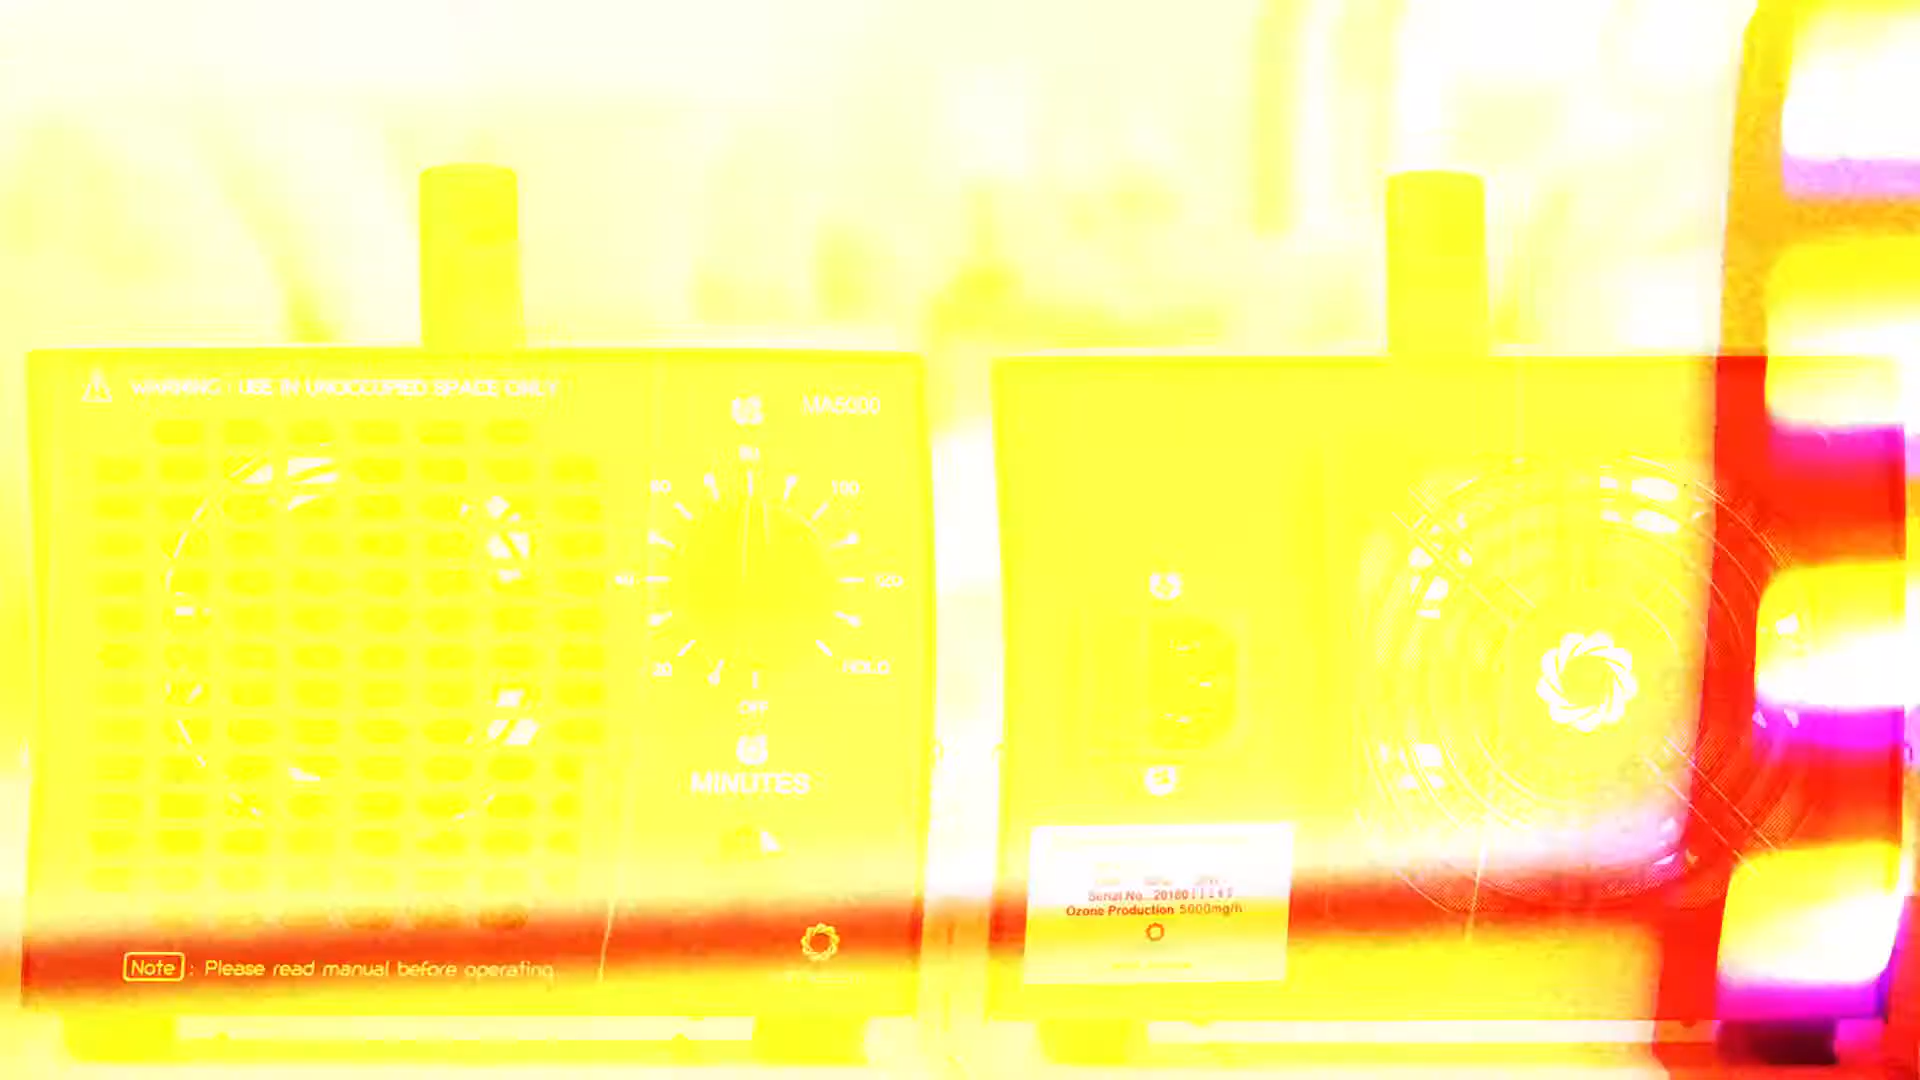 WARNING : USE IN UNOCCUPIED SPACE ONLY
MA5000
80
60
100
40
120
20
HOLD
OFF
MINUTES
Note : Please read manual before operating
Serial No.
Ozone Production 5000mg/h